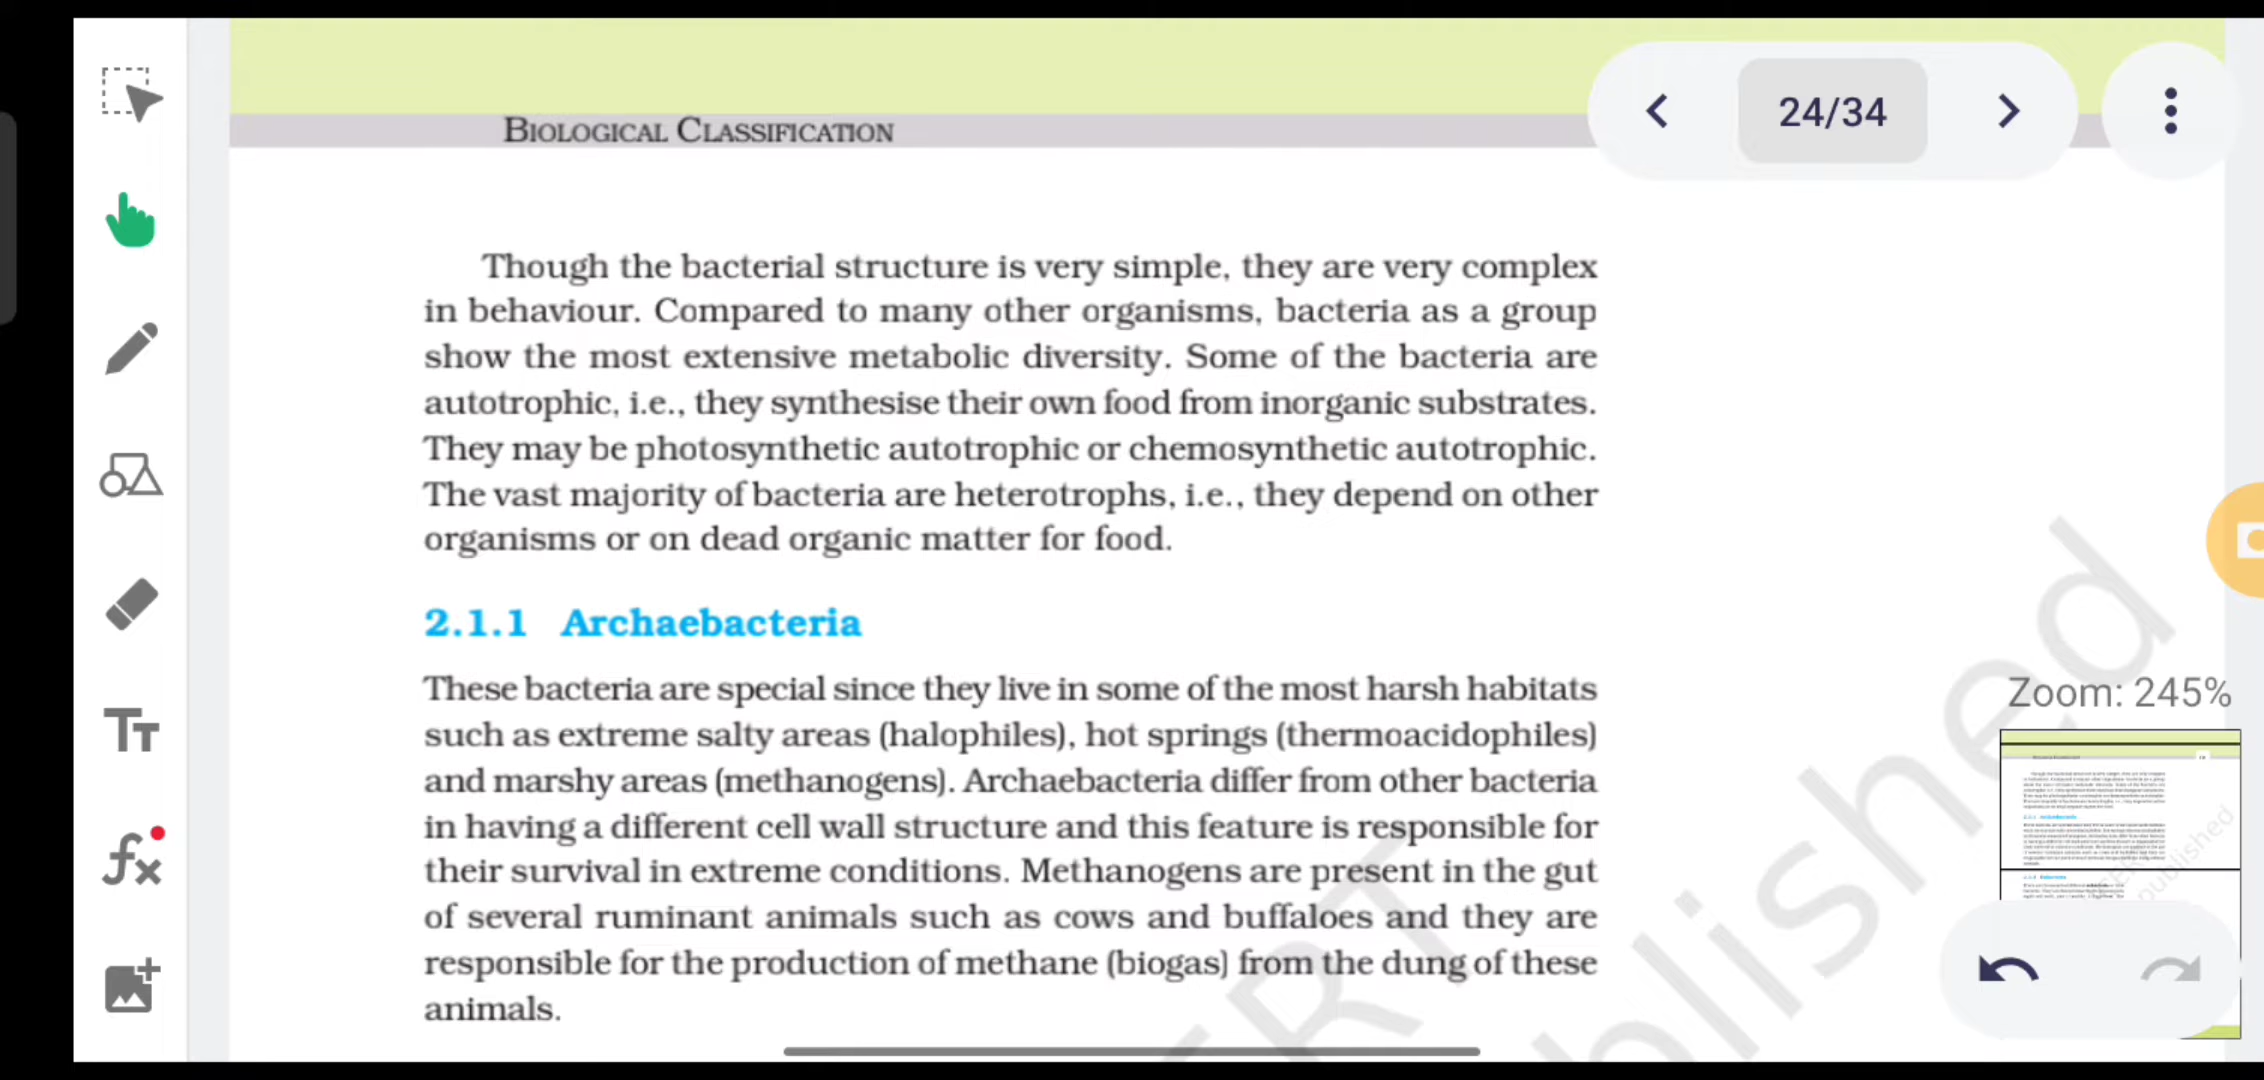 BIOLOGICAL CLASSIFICATION
24/34
Though the bacterial structure is very simple, they are very complex
in behaviour. Compared to many other organisms, bacteria as a group
show the most extensive metabolic diversity. Some of the bacteria are
autotrophic, i.e., they synthesise their own food from inorganic substrates.
They may be photosynthetic autotrophic or chemosynthetic autotrophic.
The vast majority of bacteria are heterotrophs, i.e., they depend on other
organisms or on dead organic matter for food.
2.1.1 Archaebacteria
These bacteria are special since they live in some of the most harsh habitats
such as extreme salty areas (halophiles), hot springs (thermoacidophiles)
and marshy areas (methanogens). Archaebacteria differ from other bacteria
in having a different cell wall structure and this feature is responsible for
their survival in extreme conditions. Methanogens are present in the gut
of several ruminant animals such as cows and buffaloes and they are
responsible for the production of methane (biogas) from the dung of these
animals.
Zoom: 245%
Tт
fx